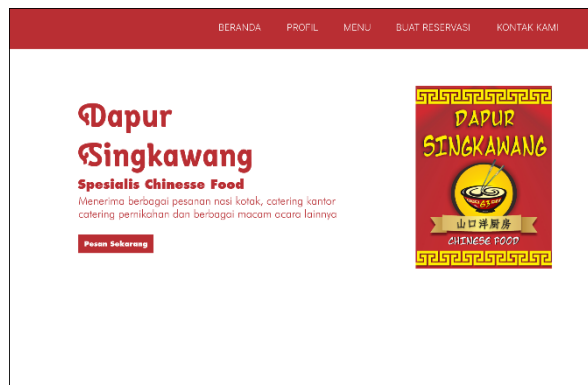 BERANDA PROFIL MENU BUAT RESERVASI KONTAK KAMI
Dapur
Singkawang
Spesialis Chinesse Food
Menerima berbagai pesanan nasi kotak, catering kantor
catering pernikahan dan berbagai macam acara lainnya
Pesan Sekarang
DAPUR
SINGKAWANG
山口洋厨房
CHINESE FOOD